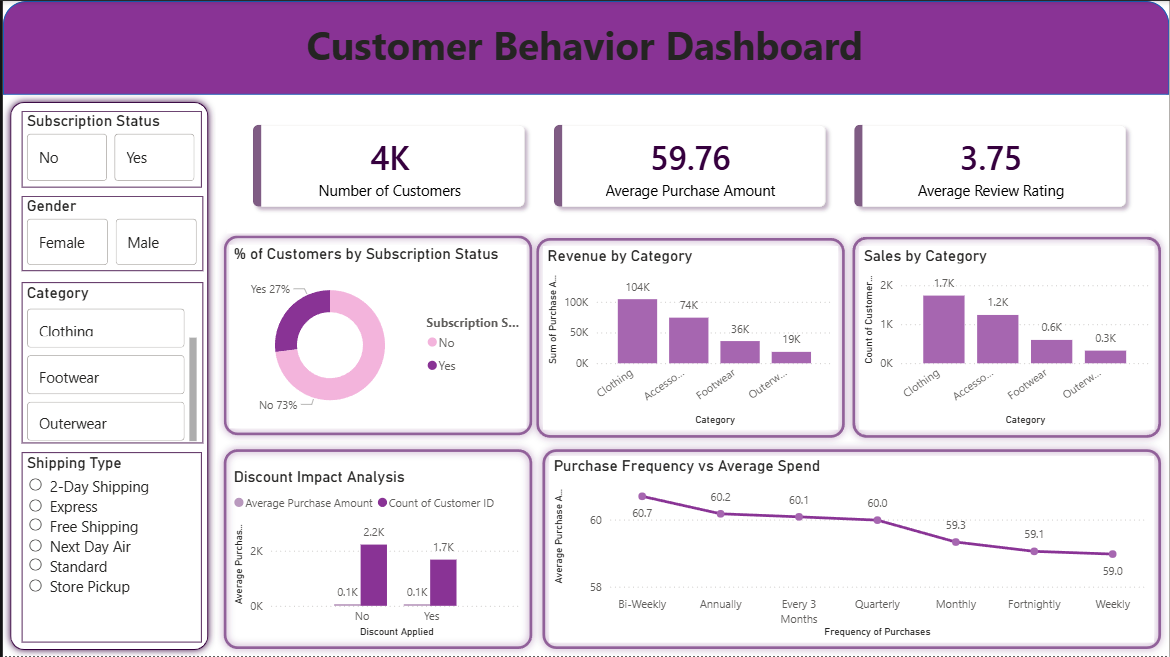 Customer Behavior Dashboard
Subscription Status
No
Yes
Gender
Female
Male
Category
Clothing
Footwear
Outerwear
Shipping Type
2-Day Shipping
Express
Free Shipping
Next Day Air
Standard
Store Pickup
4K
Number of Customers
59.76
Average Purchase Amount
3.75
Average Review Rating
% of Customers by Subscription Status
Yes 27%
No 73%
Subscription S...
No
Yes
Revenue by Category
Sum of Purchase A...
100K
50K
0K
104K
74K
36K
19K
Clothing
Accesso...
Footwear
Outerw...
Category
Sales by Category
Count of Customer...
2K
1K
0K
1.7K
1.2K
0.6K
0.3K
Clothing
Accesso...
Footwear
Outerw...
Category
Discount Impact Analysis
Average Purchase Amount
Count of Customer ID
Average Purchas...
2K
0K
0.1K
2.2K
0.1K
1.7K
No
Yes
Discount Applied
Purchase Frequency vs Average Spend
Average Purchase A...
60
58
60.7
60.2
60.1
60.0
59.3
59.1
59.0
Bi-Weekly
Annually
Every 3
Months
Quarterly
Monthly
Fortnightly
Weekly
Frequency of Purchases